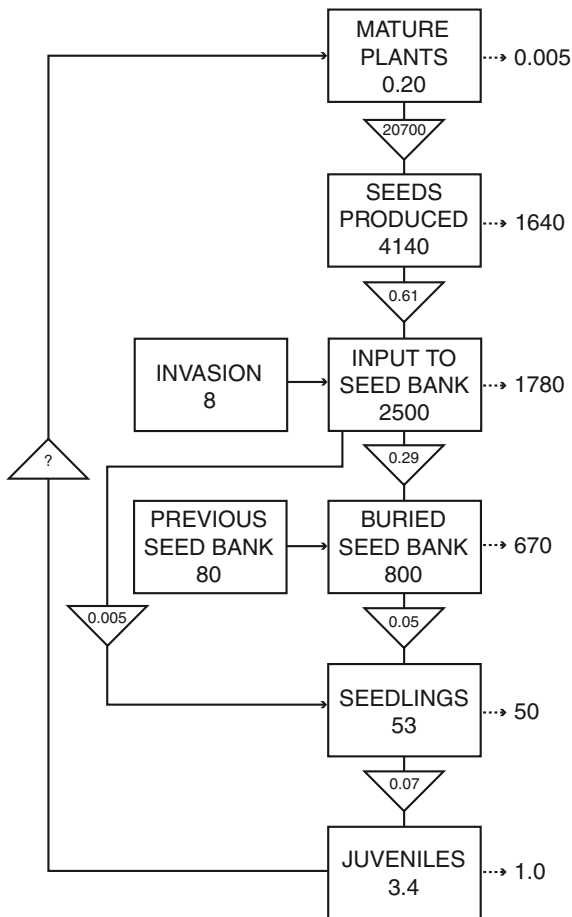 MATURE
PLANTS
0.20
0.005
20700
SEEDS
PRODUCED
4140
1640
0.61
INVASION
8
INPUT TO
SEED BANK
2500
1780
?
0.29
PREVIOUS
SEED BANK
80
BURIED
SEED BANK
800
670
0.005
0.05
SEEDLINGS
53
50
0.07
JUVENILES
3.4
1.0